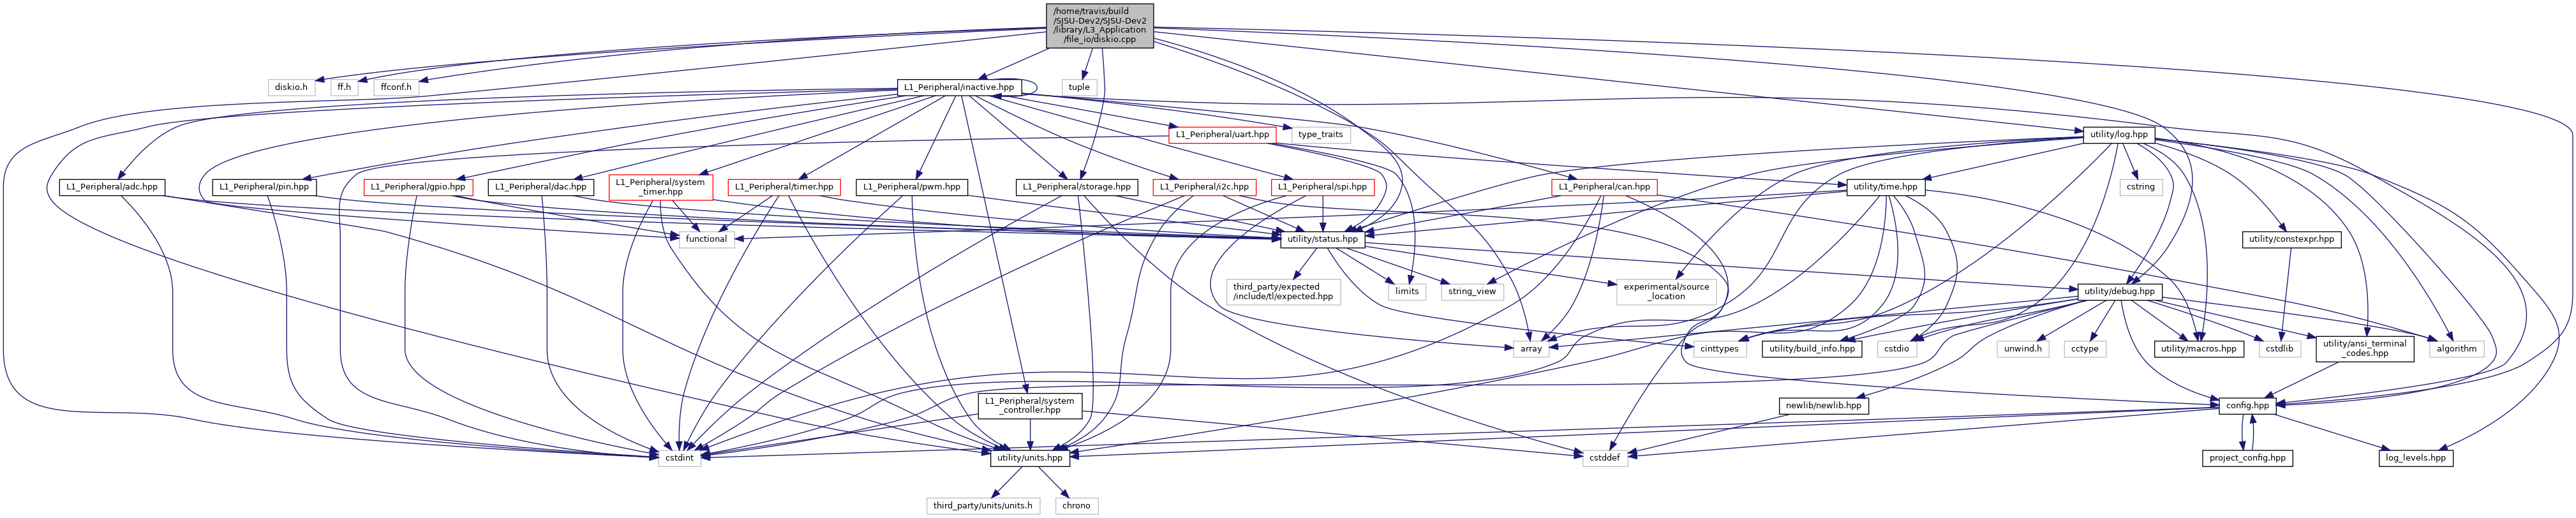 /home/travis/build
/SJSU-Dev2/SJSU-Dev2
/library/L3_Application
/file_io/diskio.cpp
diskio.h
ff.h
ffconf.h
L1_Peripheral/inactive.hpp
tuple
L1_Peripheral/uart.hpp
type_traits
utility/log.hpp
L1_Peripheral/adc.hpp
L1_Peripheral/pin.hpp
L1_Peripheral/gpio.hpp
L1_Peripheral/dac.hpp
L1_Peripheral/system
_timer.hpp
L1_Peripheral/timer.hpp
L1_Peripheral/pwm.hpp
L1_Peripheral/storage.hpp
L1_Peripheral/i2c.hpp
L1_Peripheral/spi.hpp
L1_Peripheral/can.hpp
utility/time.hpp
cstring
functional
utility/status.hpp
utility/constexpr.hpp
third_party/expected
/include/tl/expected.hpp
limits
string_view
experimental/source
_location
utility/debug.hpp
array
cinttypes
utility/build_info.hpp
cstdio
unwind.h
cctype
utility/macros.hpp
cstdlib
utility/ansi_terminal
_codes.hpp
algorithm
L1_Peripheral/system
_controller.hpp
newlib/newlib.hpp
config.hpp
cstdint
utility/units.hpp
cstddef
project_config.hpp
log_levels.hpp
third_party/units/units.h
chrono